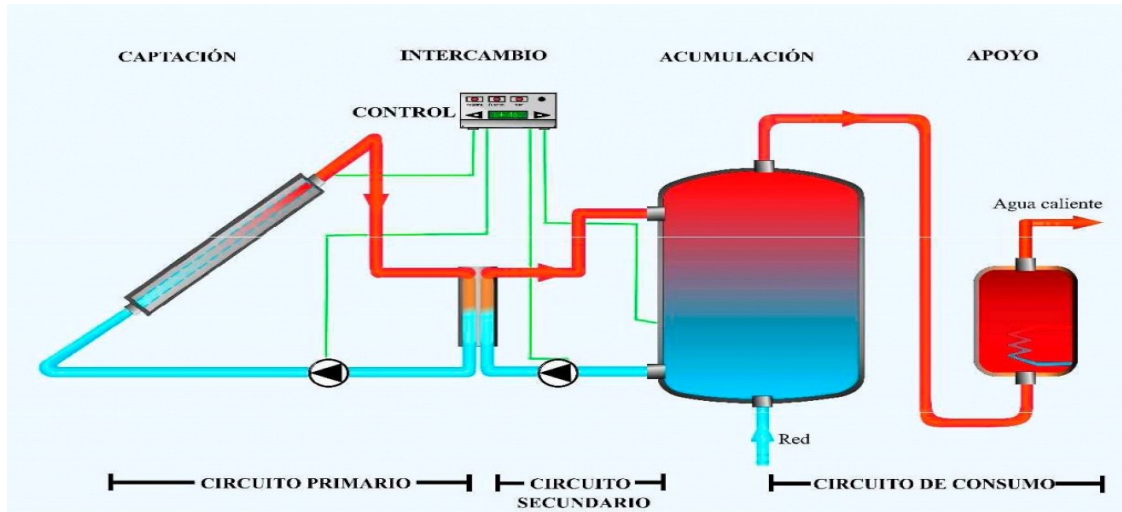 CAPTACIÓN
INTERCAMBIO
ACUMULACIÓN
APOYO
CONTROL
Agua caliente
Red
CIRCUITO PRIMARIO
CIRCUITO
SECUNDARIO
CIRCUITO DE CONSUMO